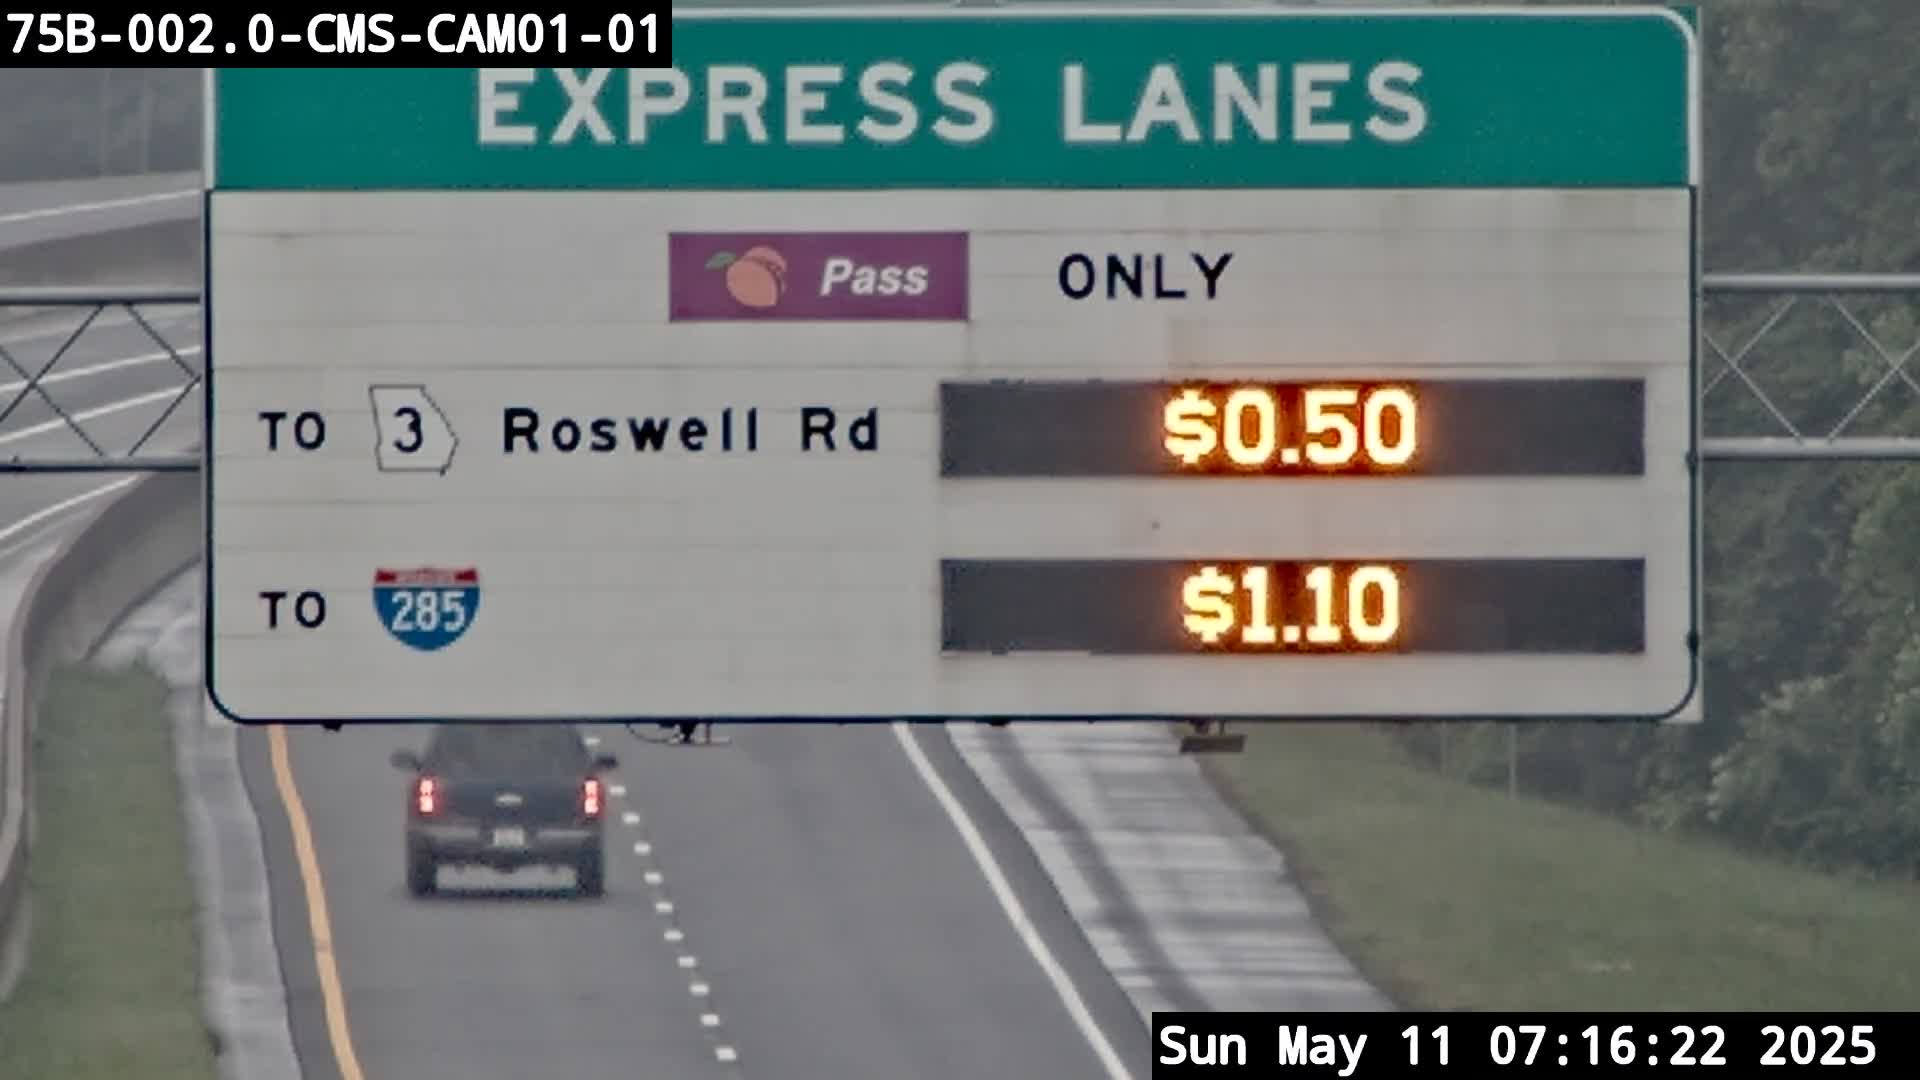 75B-002.0-CMS-CAM01-01
EXPRESS LANES
Pass ONLY
TO 3 Roswell Rd $0.50
TO 285 $1.10
Sun May 11 07:16:22 2025